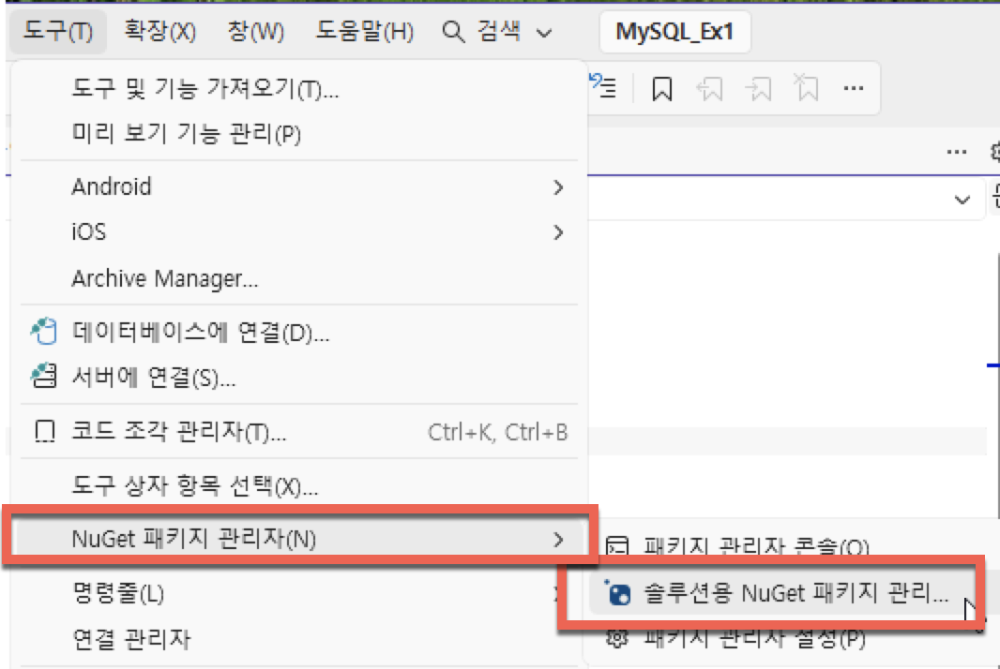 도구(T) 확장(X) 창(W) 도움말(H) 검색 MySQL_Ex1
도구 및 기능 가져오기(T)...
미리 보기 기능 관리(P)
Android
iOS
Archive Manager...
데이터베이스에 연결(D)...
서버에 연결(S)...
코드 조각 관리자(T)... Ctrl+K, Ctrl+B
도구 상자 항목 선택(X)...
NuGet 패키지 관리자(N)
패키지 관리자 콘솔(O)
명령줄(L)
솔루션용 NuGet 패키지 관리...
연결 관리자
패키지 관리자 설정(P)